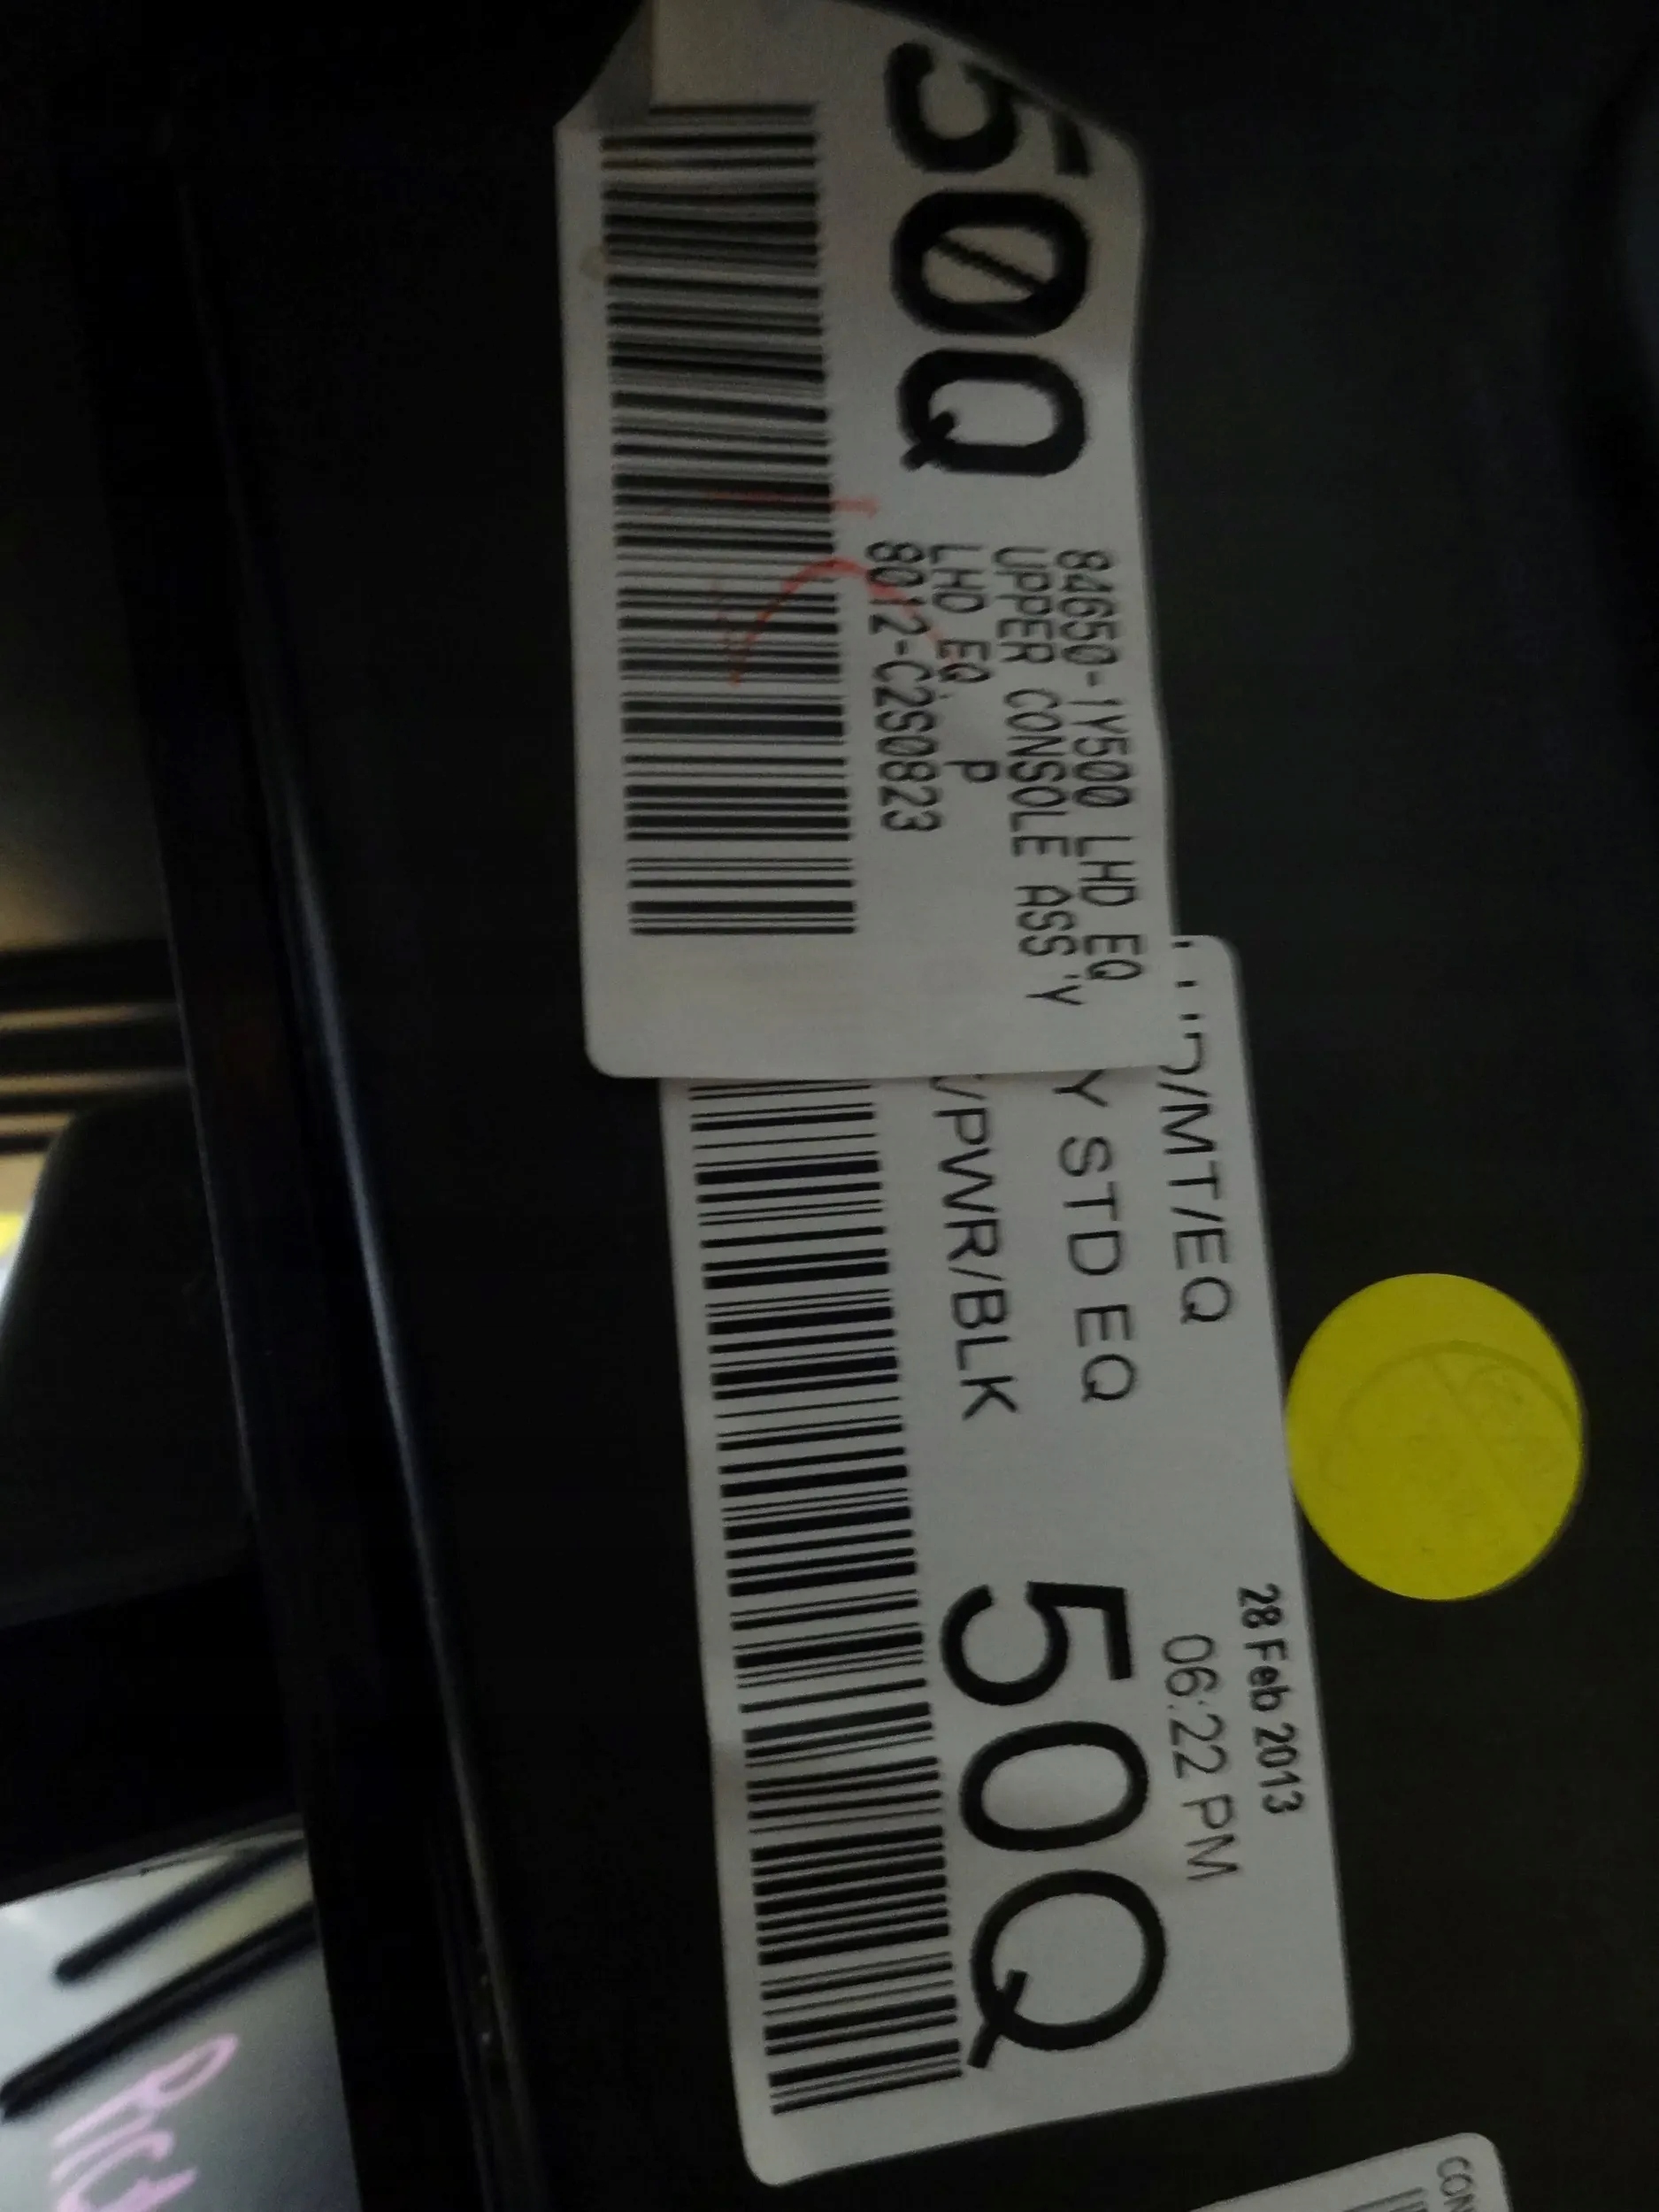 50Q
84650-1Y500 LHD EQ
UPPER CONSOLE ASS'Y
LHD EQ P
8012-C2S0823
/MT/EQ
Y STD EQ
/PWR/BLK
28 Feb 2013
06:22 PM
50Q
CON